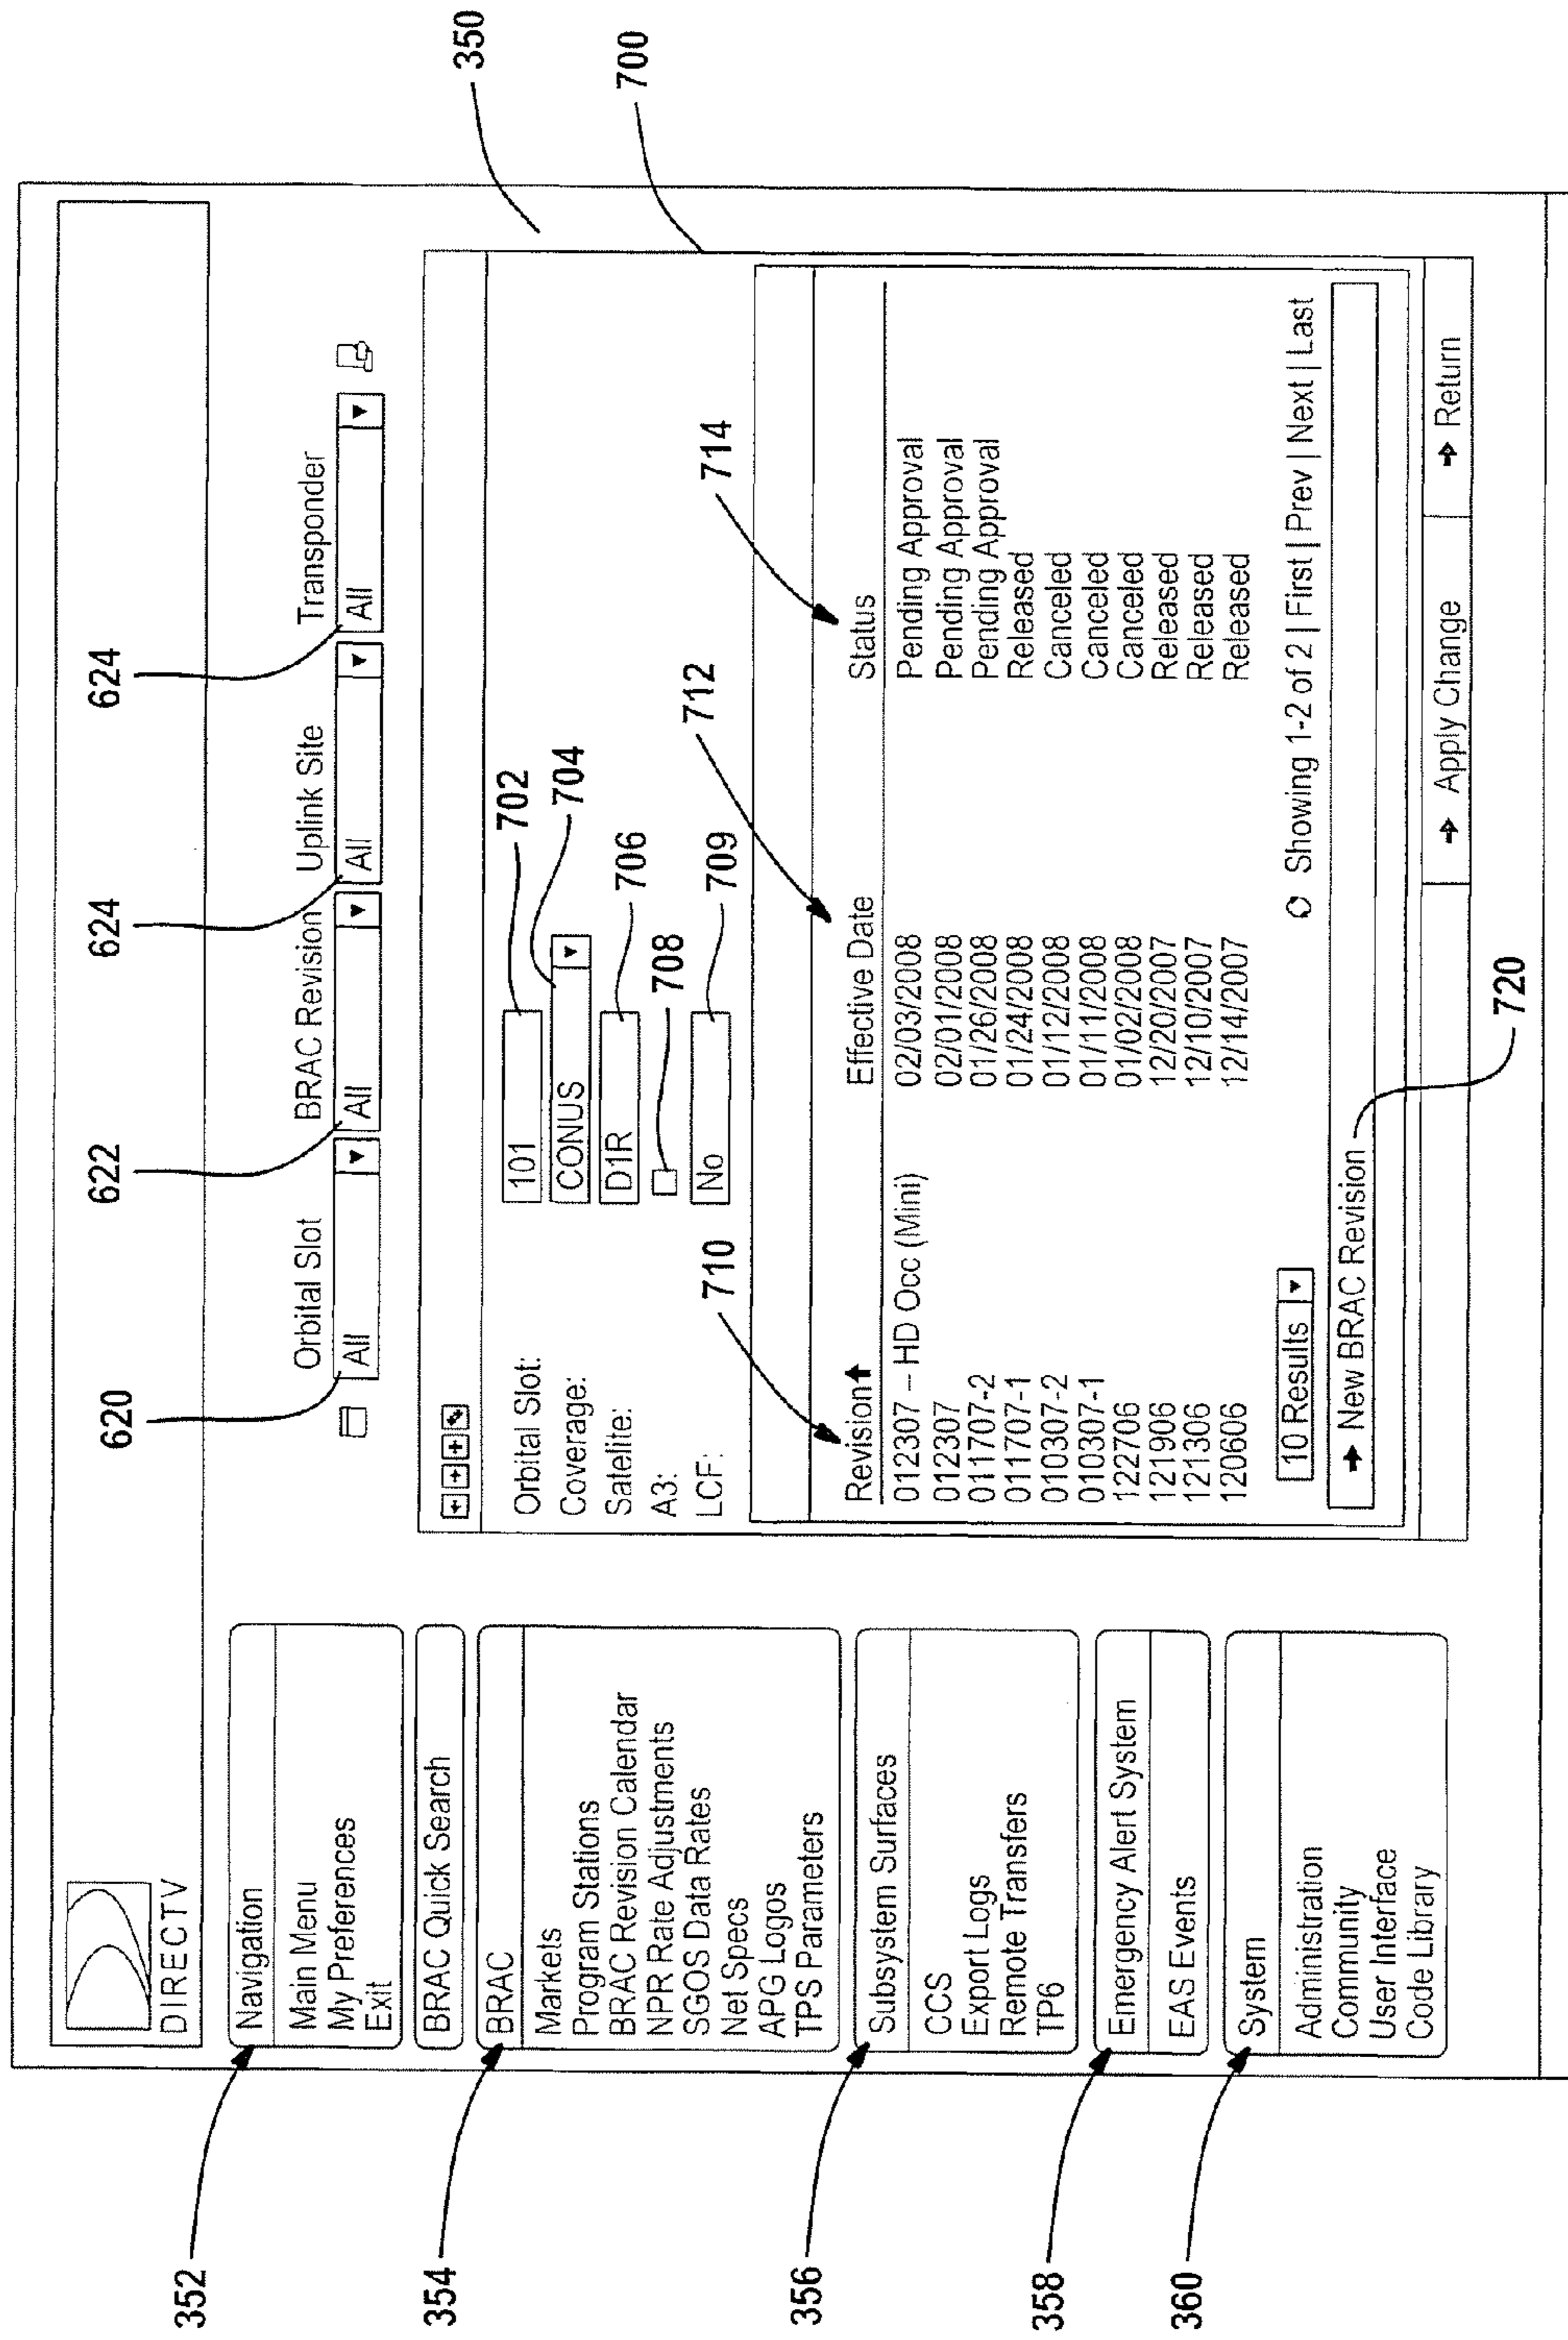 DIRECTV
620
622
624
624
Orbital Slot BRAC Revision Uplink Site Transponder
All All All All
350
700
352
Navigation
Main Menu
My Preferences
Exit
BRAC Quick Search
354
BRAC
Markets
Program Stations
BRAC Revision Calendar
NPR Rate Adjustments
SGOS Data Rates
Net Specs
APG Logos
TPS Parameters
356
Subsystem Surfaces
CCS
Export Logs
Remote Transfers
TP6
358
Emergency Alert System
EAS Events
360
System
Administration
Community
User Interface
Code Library
Orbital Slot: 101 702
Coverage: CONUS 704
Satelite: D1R 706
A3: 708
LCF: No 709
710 712 714
Revision Effective Date Status
012307 – HD Occ (Mini) 02/03/2008 Pending Approval
012307 02/01/2008 Pending Approval
011707-2 01/26/2008 Pending Approval
011707-1 01/24/2008 Released
010307-2 01/12/2008 Canceled
010307-1 01/11/2008 Canceled
122706 01/02/2008 Canceled
121906 12/20/2007 Released
121306 12/10/2007 Released
120606 12/14/2007 Released
10 Results Showing 1-2 of 2 | First | Prev | Next | Last
New BRAC Revision 720
Apply Change Return